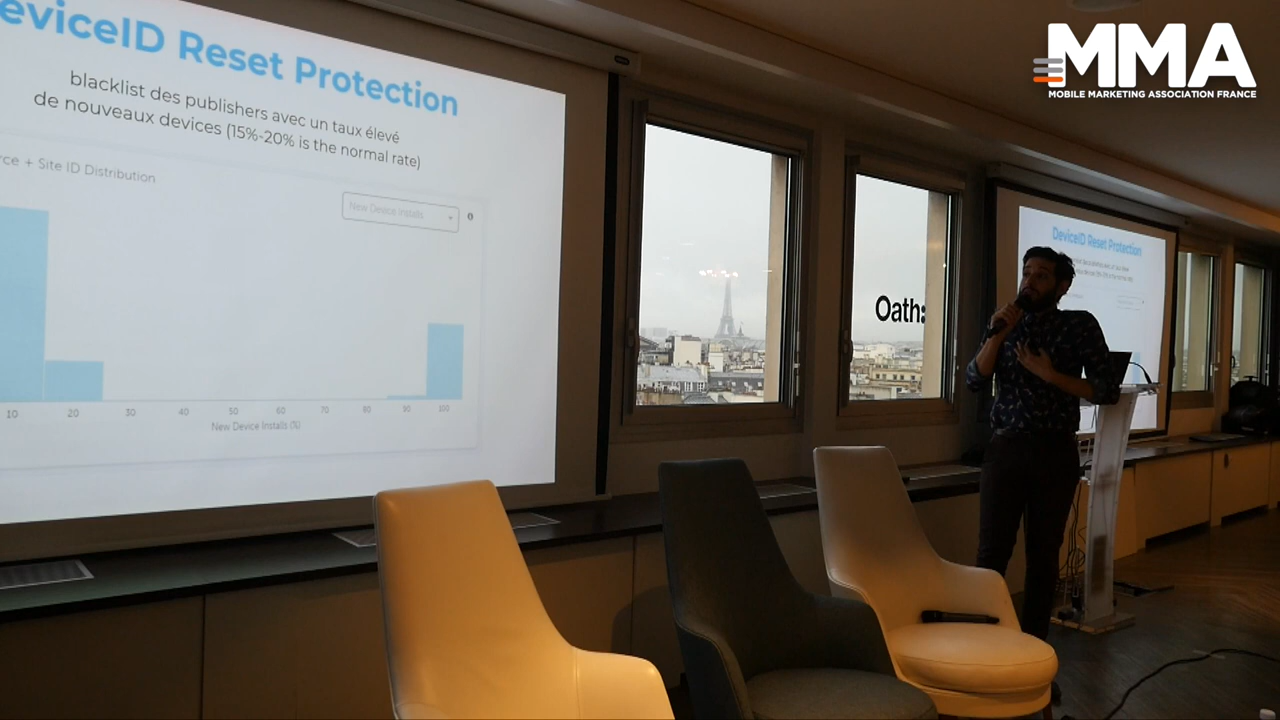 eviceID Reset Protection
blacklist des publishers avec un taux élevé
de nouveaux devices (15%-20% is the normal rate)
rce + Site ID Distribution
New Device Installs
10 20 30 40 50 60 70 80 90 100
New Device Installs (%)
MMA
MOBILE MARKETING ASSOCIATION FRANCE
Oath:
DeviceID Reset Protection